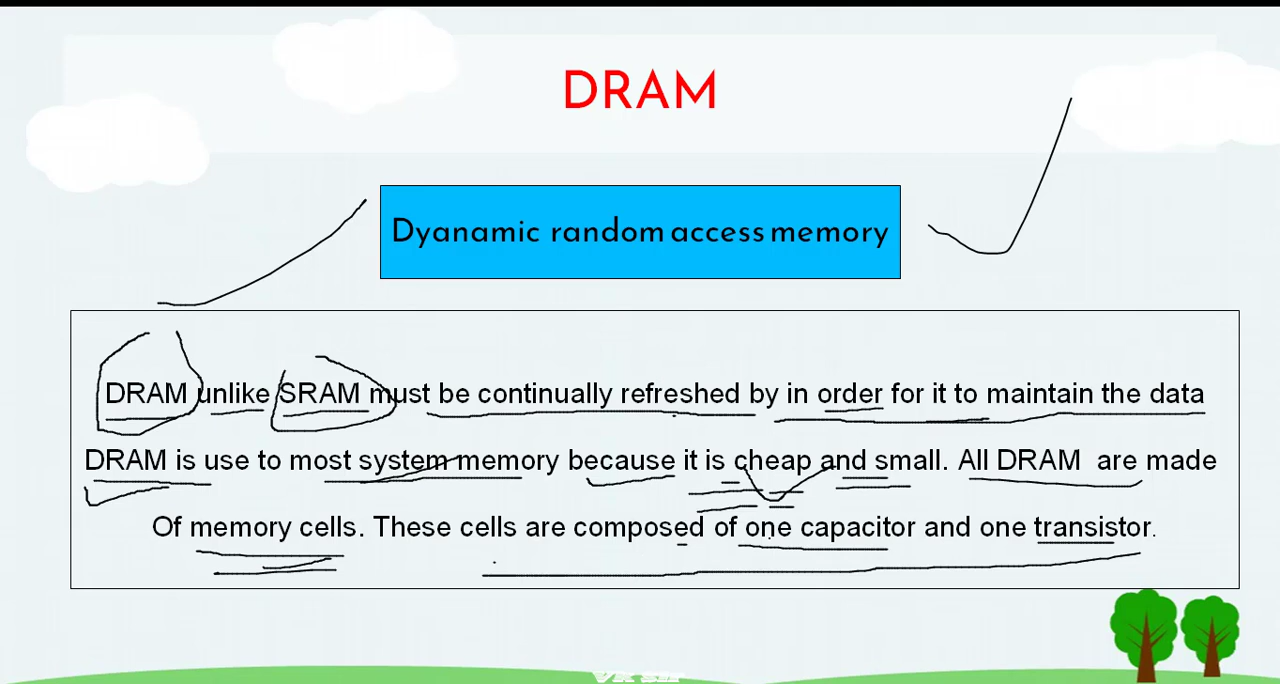 DRAM
Dyanamic random access memory
DRAM unlike SRAM must be continually refreshed by in order for it to maintain the data
DRAM is use to most system memory because it is cheap and small. All DRAM are made
Of memory cells. These cells are composed of one capacitor and one transistor.